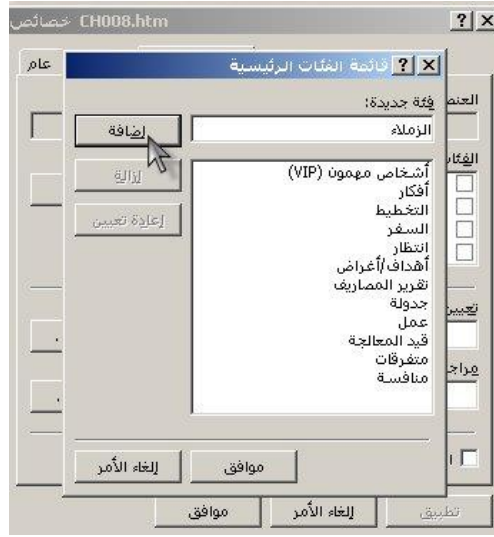 خصائص CH008.htm
عام
قائمة الفئات الرئيسية
فئة جديدة:
الزملاء
إضافة
إزالة
إعادة تعيين
أشخاص مهمون (VIP)
أفكار
التخطيط
السفر
انتظار
أهداف/أغراض
تقرير المصاريف
جدولة
عمل
قيد المعالجة
متفرقات
منافسة
موافق
إلغاء الأمر
تطبيق
إلغاء الأمر
موافق